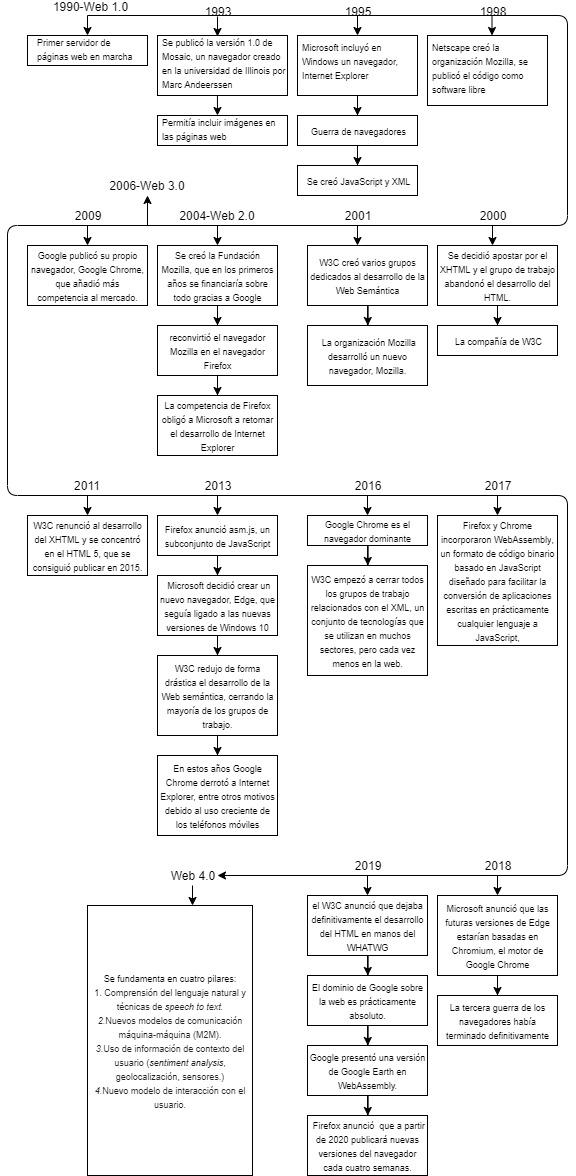 1990-Web 1.0
Primer servidor de
páginas web en marcha
1993
Se publicó la versión 1.0 de
Mosaic, un navegador creado
en la universidad de Illinois por
Marc Andeerssen
Permitía incluir imágenes en
las páginas web
1995
Microsoft incluyó en
Windows un navegador,
Internet Explorer
Guerra de navegadores
Se creó JavaScript y XML
1998
Netscape creó la
organización Mozilla, se
publicó el código como
software libre
2000
Se decidió apostar por el
XHTML y el grupo de trabajo
abandonó el desarrollo del
HTML.
La compañía de W3C
2001
W3C creó varios grupos
dedicados al desarrollo de la
Web Semántica
La organización Mozilla
desarrolló un nuevo
navegador, Mozilla.
2004-Web 2.0
Se creó la Fundación
Mozilla, que en los primeros
años se financiaría sobre
todo gracias a Google
reconvirtió el navegador
Mozilla en el navegador
Firefox
La competencia de Firefox
obligó a Microsoft a retomar
el desarrollo de Internet
Explorer
2006-Web 3.0
2009
Google publicó su propio
navegador, Google Chrome,
que añadió más
competencia al mercado.
2011
W3C renunció al desarrollo
del XHTML y se concentró
en el HTML 5, que se
consiguió publicar en 2015.
2013
Firefox anunció asm.js, un
subconjunto de JavaScript
Microsoft decidió crear un
nuevo navegador, Edge, que
seguía ligado a las nuevas
versiones de Windows 10
W3C redujo de forma
drástica el desarrollo de la
Web semántica, cerrando la
mayoría de los grupos de
trabajo.
En estos años Google
Chrome derrotó a Internet
Explorer, entre otros motivos
debido al uso creciente de
los teléfonos móviles
2016
Google Chrome es el
navegador dominante
W3C empezó a cerrar todos
los grupos de trabajo
relacionados con el XML, un
conjunto de tecnologías que
se utilizan en muchos
sectores, pero cada vez
menos en la web.
2017
Firefox y Chrome
incorporaron WebAssembly,
un formato de código binario
basado en JavaScript
diseñado para facilitar la
conversión de aplicaciones
escritas en prácticamente
cualquier lenguaje a
JavaScript,
2018
Microsoft anunció que las
futuras versiones de Edge
estarían basadas en
Chromium, el motor de
Google Chrome
La tercera guerra de los
navegadores había
terminado definitivamente
2019
el W3C anunció que dejaba
definitivamente el desarrollo
del HTML en manos del
WHATWG
El dominio de Google sobre
la web es prácticamente
absoluto.
Google presentó una versión
de Google Earth en
WebAssembly.
Firefox anunció que a partir
de 2020 publicará nuevas
versiones del navegador
cada cuatro semanas.
Web 4.0
Se fundamenta en cuatro pilares:
1. Comprensión del lenguaje natural y
técnicas de speech to text.
2.Nuevos modelos de comunicación
máquina-máquina (M2M).
3.Uso de información de contexto del
usuario (sentiment analysis,
geolocalización, sensores.)
4.Nuevo modelo de interacción con el
usuario.